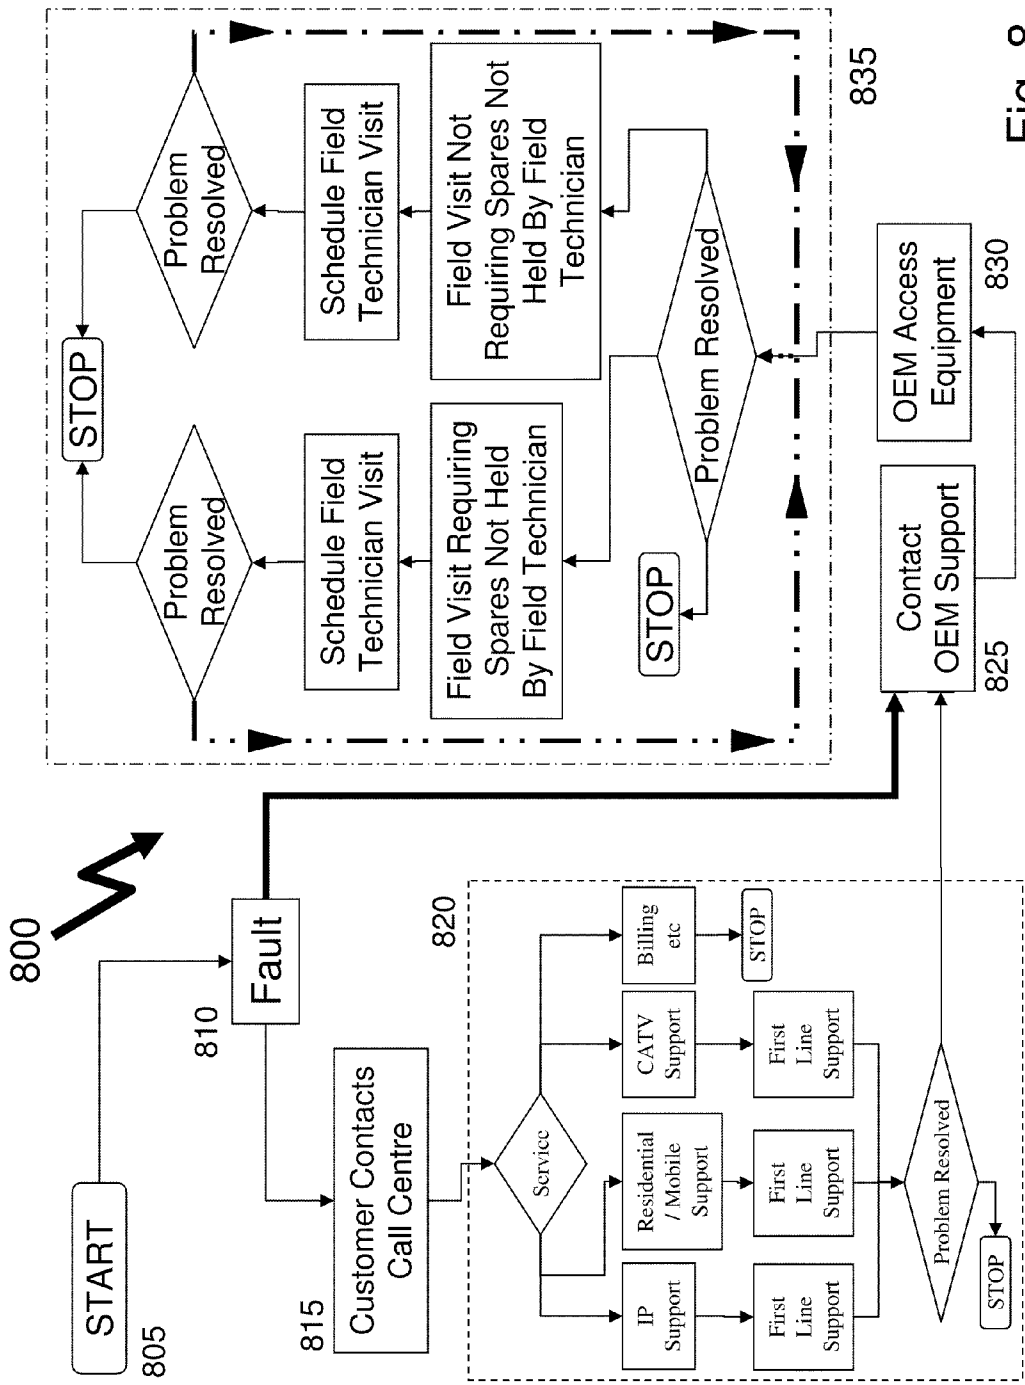 800
START
805
Fault
810
Customer Contacts
Call Centre
815
820
Service
IP
Support
Residential
/ Mobile
Support
CATV
Support
Billing
etc
First
Line
Support
First
Line
Support
First
Line
Support
STOP
Problem Resolved
STOP
Contact
OEM Support
825
OEM Access
Equipment
830
835
Problem Resolved
STOP
Field Visit Requiring
Spares Not Held
By Field Technician
Field Visit Not
Requiring Spares Not
Held By Field
Technician
Schedule Field
Technician Visit
Schedule Field
Technician Visit
Problem
Resolved
Problem
Resolved
STOP